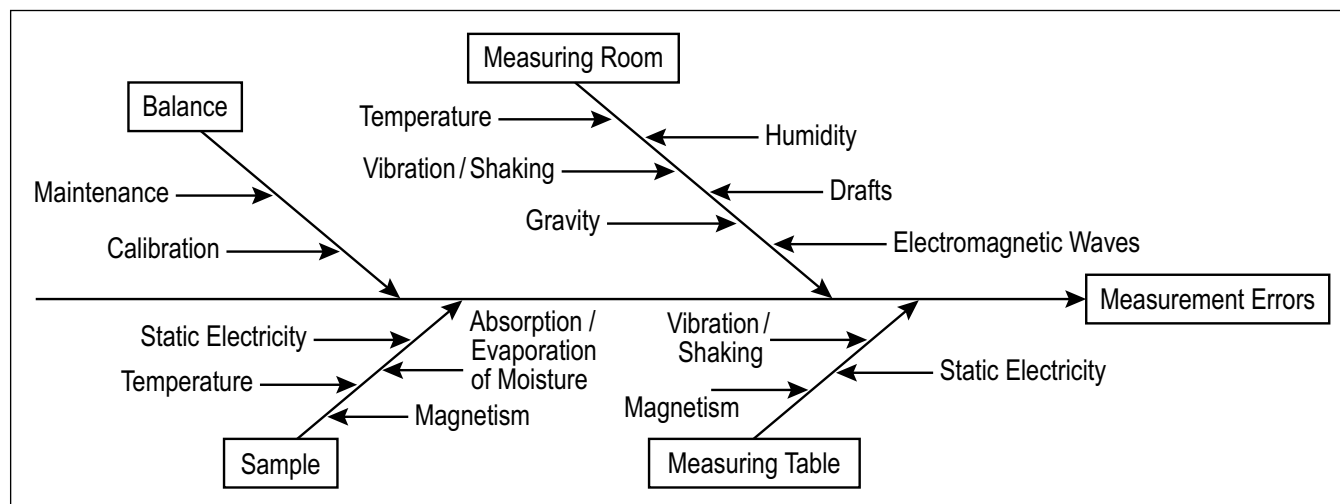 Measuring Room
Balance
Temperature
Humidity
Vibration / Shaking
Maintenance
Drafts
Gravity
Calibration
Electromagnetic Waves
Measurement Errors
Static Electricity
Absorption /
Evaporation
of Moisture
Vibration /
Shaking
Temperature
Static Electricity
Magnetism
Magnetism
Sample
Measuring Table